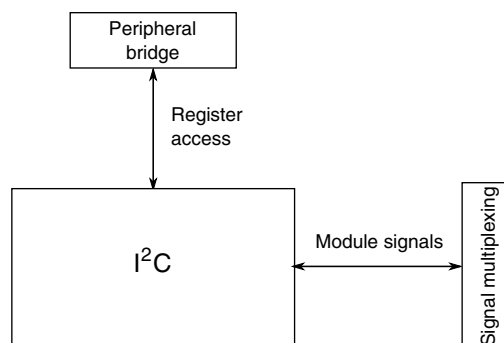 Peripheral
bridge
Register
access
I²C
Module signals
Signal multiplexing